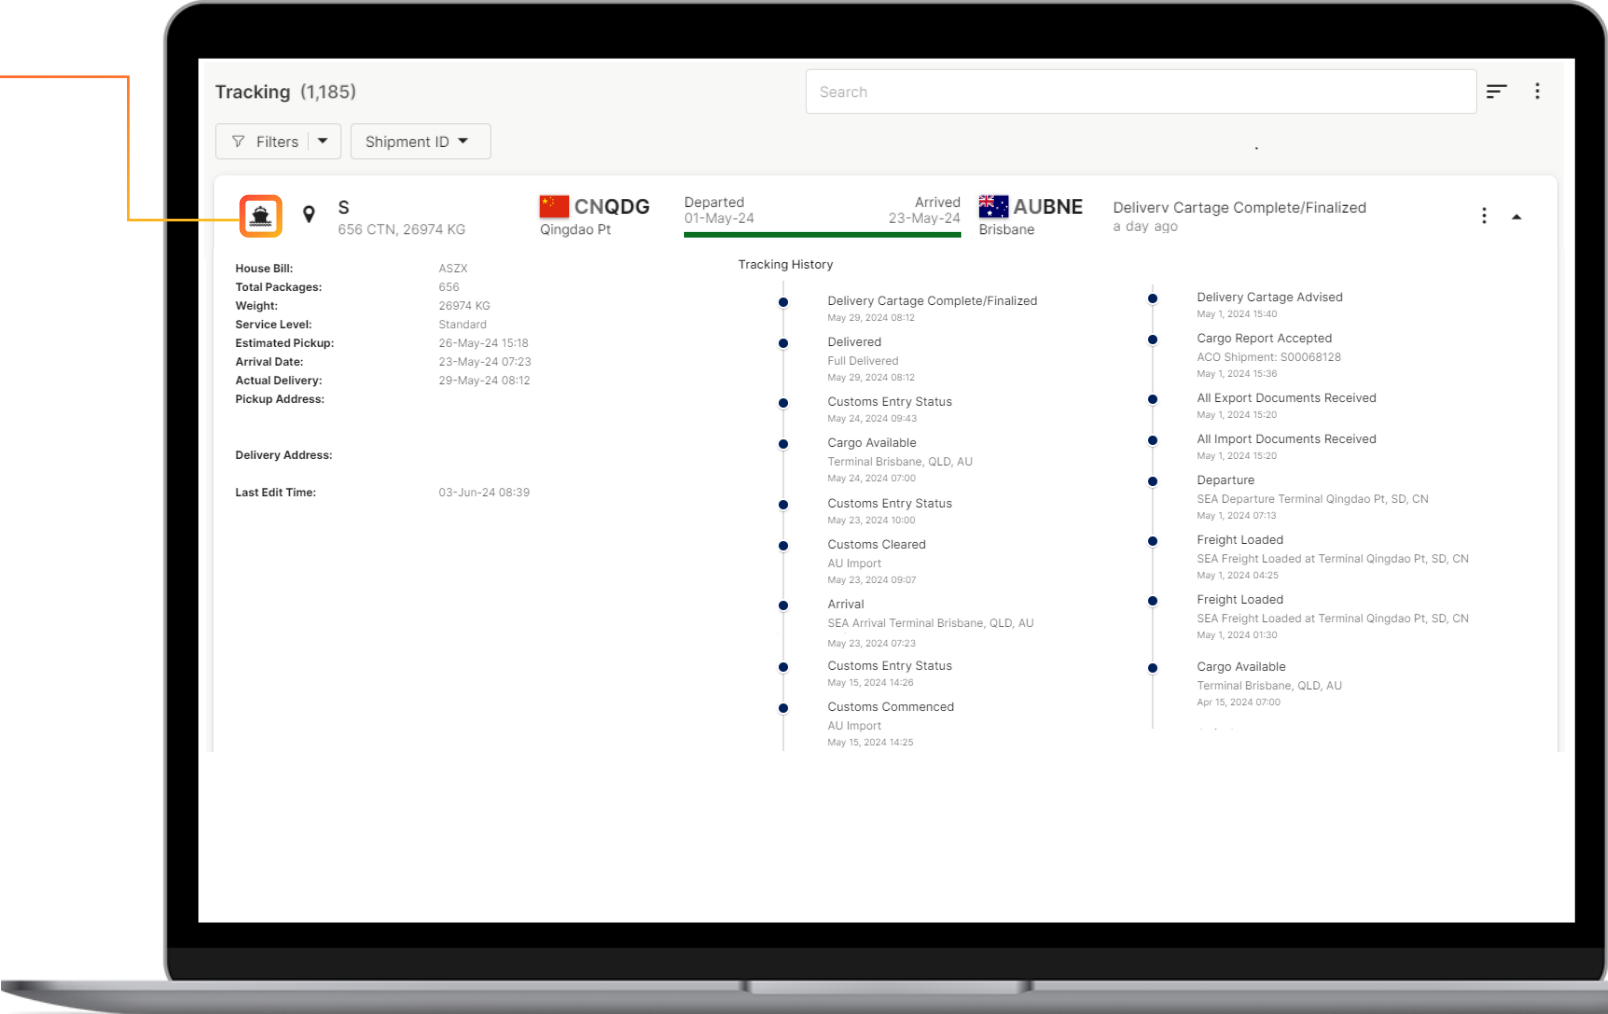 Tracking (1,185)
Search
Filters
Shipment ID
S
656 CTN, 26974 KG
CNQDG
Qingdao Pt
Departed
01-May-24
Arrived
23-May-24
AUBNE
Brisbane
Delivery Cartage Complete/Finalized
a day ago
House Bill: ASZX
Total Packages: 656
Weight: 26974 KG
Service Level: Standard
Estimated Pickup: 26-May-24 15:18
Arrival Date: 23-May-24 07:23
Actual Delivery: 29-May-24 08:12
Pickup Address:
Delivery Address:
Last Edit Time: 03-Jun-24 08:39
Tracking History
Delivery Cartage Complete/Finalized
May 29, 2024 08:12
Delivered
Full Delivered
May 29, 2024 08:12
Customs Entry Status
May 24, 2024 09:43
Cargo Available
Terminal Brisbane, QLD, AU
May 24, 2024 07:00
Customs Entry Status
May 23, 2024 10:00
Customs Cleared
AU Import
May 23, 2024 09:07
Arrival
SEA Arrival Terminal Brisbane, QLD, AU
May 23, 2024 07:23
Customs Entry Status
May 15, 2024 14:26
Customs Commenced
AU Import
May 15, 2024 14:25
Delivery Cartage Advised
May 1, 2024 15:40
Cargo Report Accepted
ACO Shipment: S00068128
May 1, 2024 15:36
All Export Documents Received
May 1, 2024 15:20
All Import Documents Received
May 1, 2024 15:20
Departure
SEA Departure Terminal Qingdao Pt, SD, CN
May 1, 2024 07:13
Freight Loaded
SEA Freight Loaded at Terminal Qingdao Pt, SD, CN
May 1, 2024 04:25
Freight Loaded
SEA Freight Loaded at Terminal Qingdao Pt, SD, CN
May 1, 2024 01:30
Cargo Available
Terminal Brisbane, QLD, AU
Apr 15, 2024 07:00